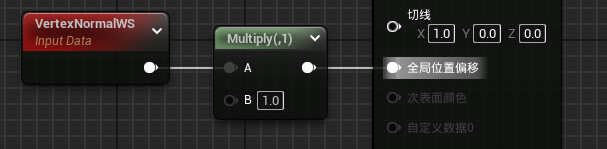 VertexNormalWS
Input Data
Multiply(,1)
A
B 1.0
切线
X 1.0 Y 0.0 Z 0.0
全局位置偏移
次表面颜色
自定义数据0